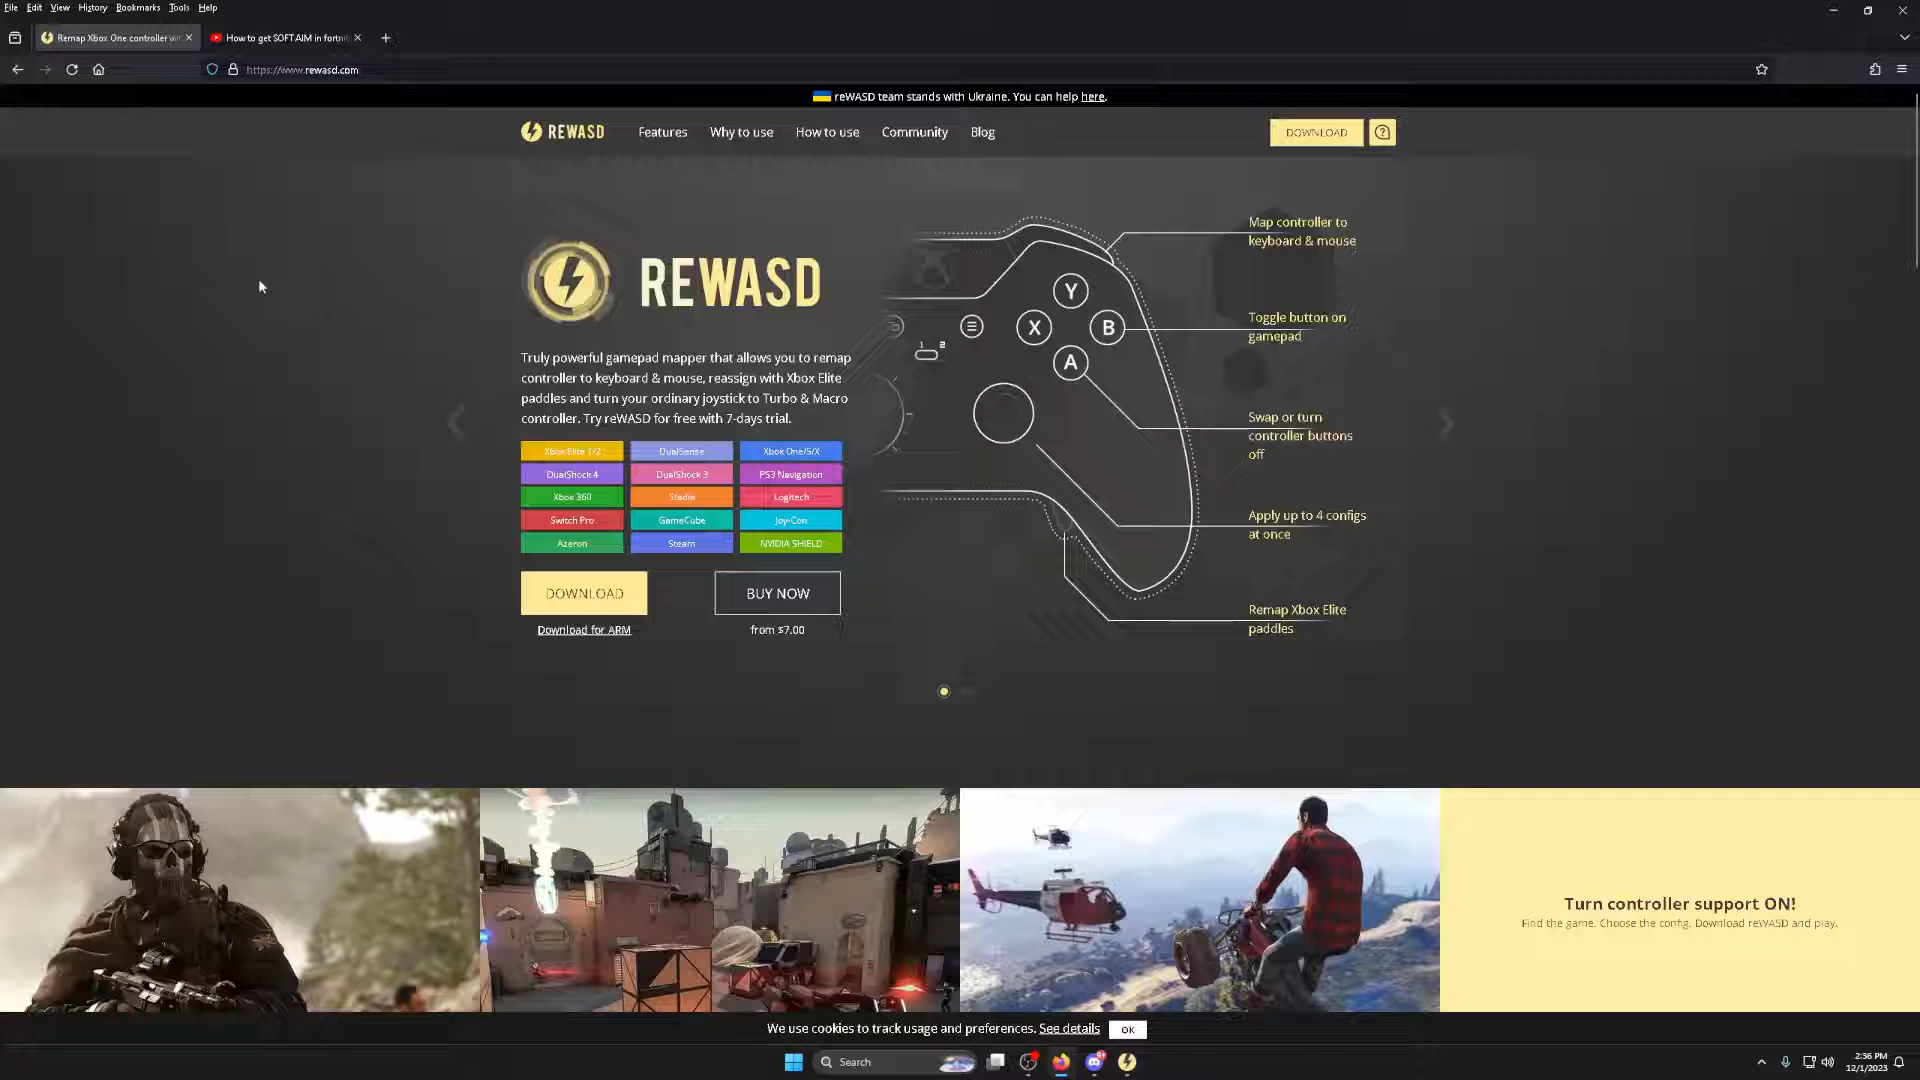 File Edit View History Bookmarks Tools Help
Remap Xbox One controller wit
How to get SOFT AIM in fortni
https://www.rewasd.com
reWASD team stands with Ukraine. You can help here.
REWASD
Features
Why to use
How to use
Community
Blog
DOWNLOAD
REWASD
Truly powerful gamepad mapper that allows you to remap
controller to keyboard & mouse, reassign with Xbox Elite
paddles and turn your ordinary joystick to Turbo & Macro
controller. Try reWASD for free with 7-days trial.
Xbox Elite 1/2 DualSense Xbox One/S/X
DualShock 4 DualShock 3 PS3 Navigation
Xbox 360 Stadia Logitech
Switch Pro GameCube Joy-Con
Azeron Steam NVIDIA SHIELD
DOWNLOAD
BUY NOW
Download for ARM
from $7.00
Map controller to
keyboard & mouse
Toggle button on
gamepad
Swap or turn
controller buttons
off
Apply up to 4 configs
at once
Remap Xbox Elite
paddles
Y
X
B
A
1 2
Turn controller support ON!
Find the game. Choose the config. Download reWASD and play.
We use cookies to track usage and preferences. See details
OK
Search
2:36 PM
12/1/2023